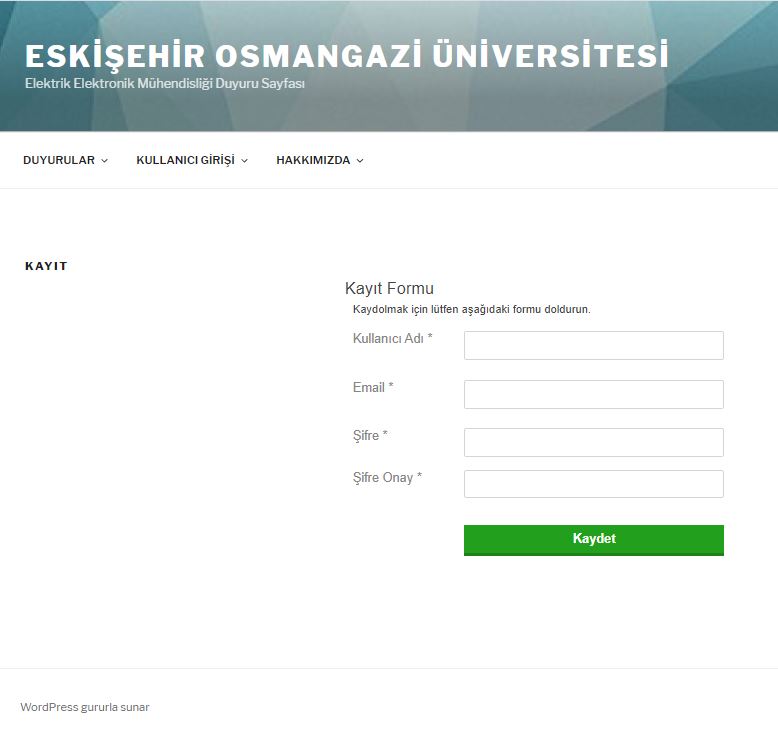 ESKİŞEHİR OSMANGAZİ ÜNİVERSİTESİ
Elektrik Elektronik Mühendisliği Duyuru Sayfası
DUYURULAR KULLANICI GİRİŞİ HAKKIMIZDA
KAYIT
Kayıt Formu
Kaydolmak için lütfen aşağıdaki formu doldurun.
Kullanıcı Adı *
Email *
Şifre *
Şifre Onay *
Kaydet
WordPress gururla sunar